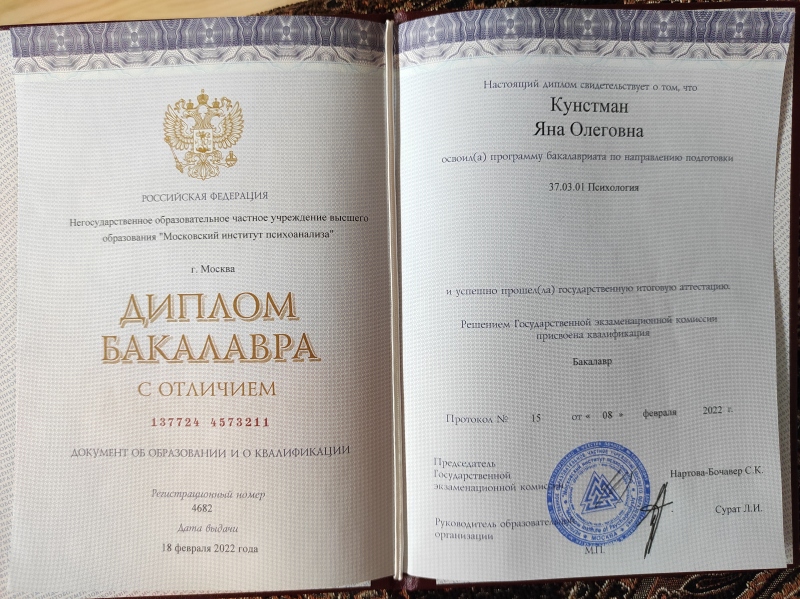 РОССИЙСКАЯ ФЕДЕРАЦИЯ
Негосударственное образовательное частное учреждение высшего
образования "Московский институт психоанализа"
г. Москва
ДИПЛОМ
БАКАЛАВРА
С ОТЛИЧИЕМ
137724 4573211
ДОКУМЕНТ ОБ ОБРАЗОВАНИИ И О КВАЛИФИКАЦИИ
Регистрационный номер
4682
Дата выдачи
18 февраля 2022 года
Настоящий диплом свидетельствует о том, что
Кунстман
Яна Олеговна
освоил(а) программу бакалавриата по направлению подготовки
37.03.01 Психология
и успешно прошел(ла) государственную итоговую аттестацию.
Решением Государственной экзаменационной комиссии
присвоена квалификация
Бакалавр
Протокол № 15 от « 08 » февраля 2022 г.
Председатель
Государственной
экзаменационной комиссии Нартова-Бочавер С.К.
Руководитель образовательной
организации Сурат Л.И.
М.П.